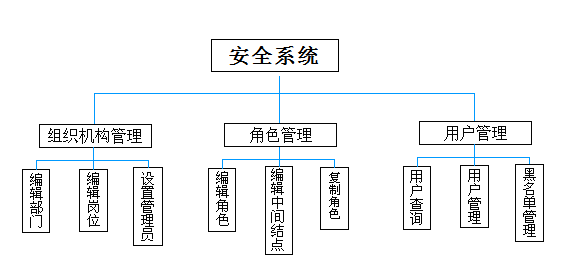 安全系统
组织机构管理
角色管理
用户管理
编辑部门
编辑岗位
设置管理员
编辑角色
编辑中间结点
复制角色
用户查询
用户管理
黑名单管理